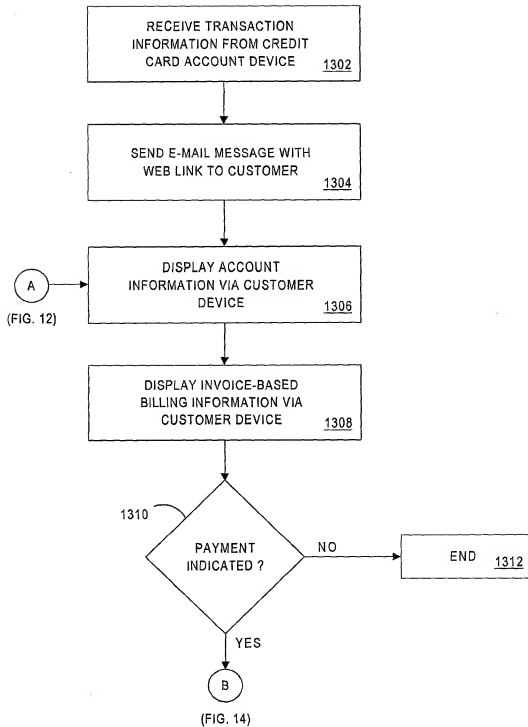 RECEIVE TRANSACTION
INFORMATION FROM CREDIT
CARD ACCOUNT DEVICE
1302
SEND E-MAIL MESSAGE WITH
WEB LINK TO CUSTOMER
1304
DISPLAY ACCOUNT
INFORMATION VIA CUSTOMER
DEVICE
1306
A
(FIG. 12)
DISPLAY INVOICE-BASED
BILLING INFORMATION VIA
CUSTOMER DEVICE
1308
1310
PAYMENT
INDICATED ?
NO
END
1312
YES
B
(FIG. 14)